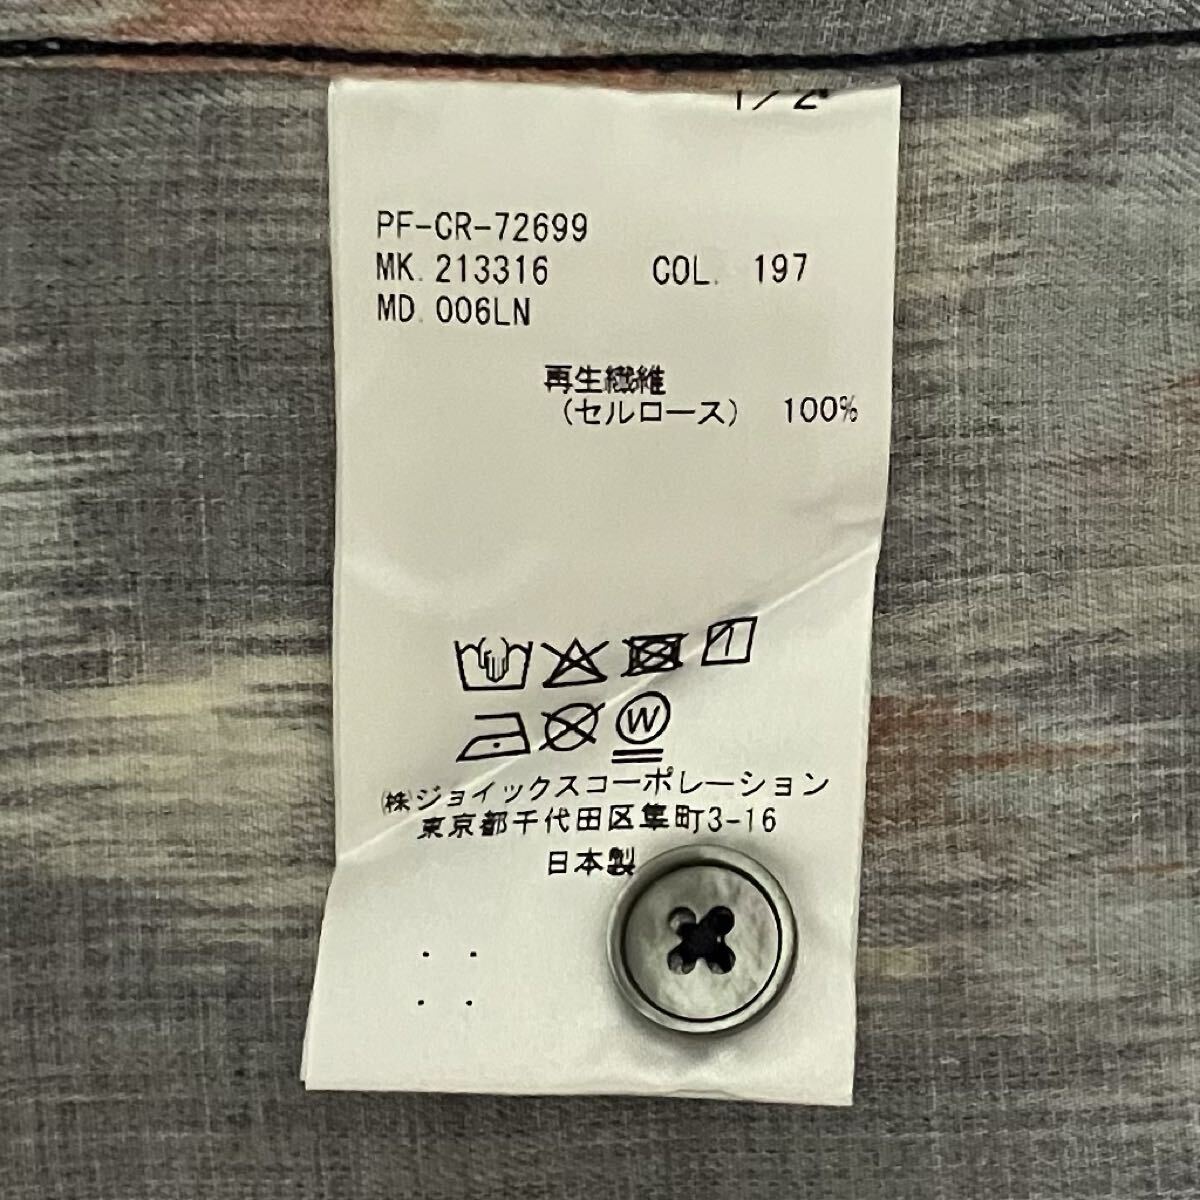 1/2
PF-CR-72699
MK. 213316 COL. 197
MD. 006LN
再生繊維
(セルロース) 100%
W
㈱ジョイックスコーポレーション
東京都千代田区隼町3-16
日本製